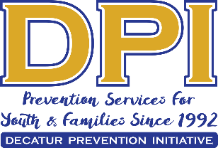 DPI
Prevention Services For
Youth & Families Since 1992
DECATUR PREVENTION INITIATIVE